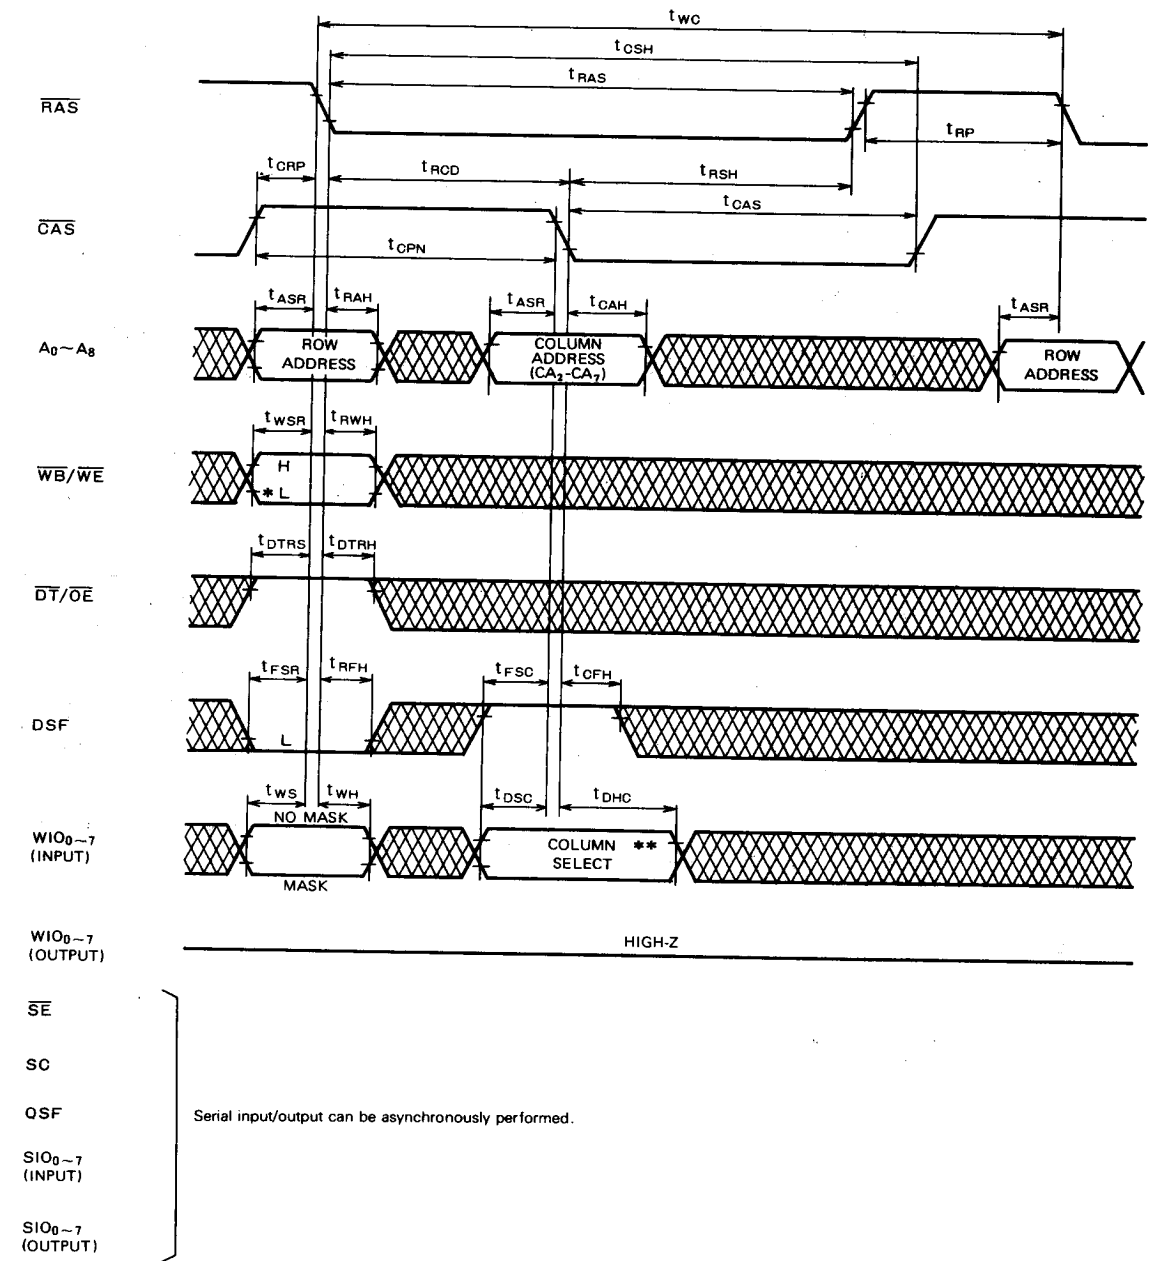 tWC
tCSH
tRAS
RAS
tRP
tCRP
tRCD
tRSH
tCAS
CAS
tCPN
tASR
tRAH
tASR
tCAH
tASR
A0~A8
ROW
ADDRESS
COLUMN
ADDRESS
(CA2-CA7)
ROW
ADDRESS
tWSR
tRWH
WB/WE
H
*L
tDTRS
tDTRH
DT/OE
tFSR
tRFH
tFSC
tCFH
DSF
L
tWS
tWH
tDSC
tDHC
NO MASK
WIO0~7
(INPUT)
COLUMN **
SELECT
MASK
WIO0~7
(OUTPUT)
HIGH-Z
SE
SC
QSF
Serial input/output can be asynchronously performed.
SIO0~7
(INPUT)
SIO0~7
(OUTPUT)